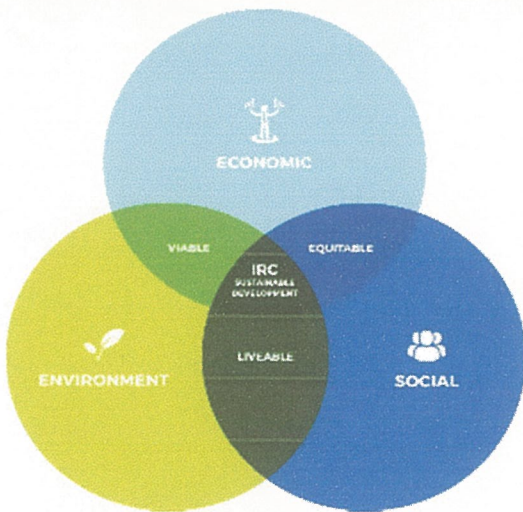 ECONOMIC
VIABLE
EQUITABLE
IRC
SUSTAINABLE
DEVELOPMENT
LIVEABLE
ENVIRONMENT
SOCIAL